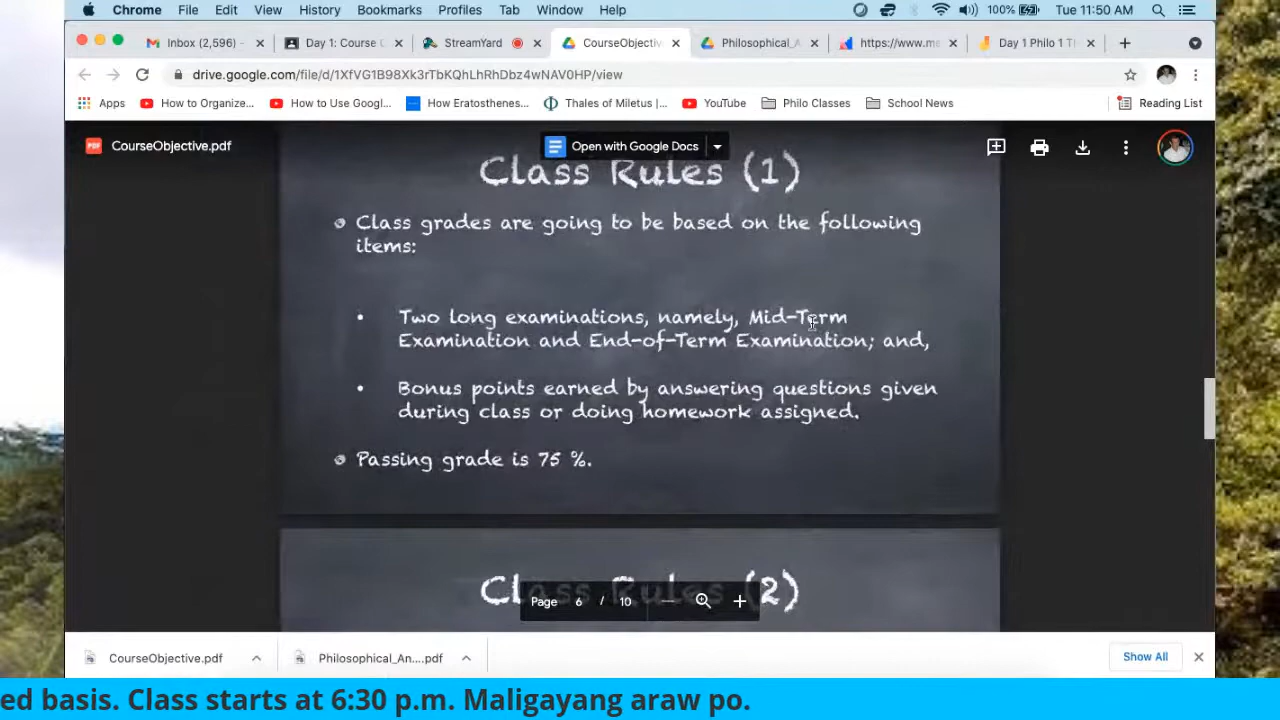 Chrome File Edit View History Bookmarks Profiles Tab Window Help 100% Tue 11:50 AM
Inbox (2,596) - Day 1: Course StreamYard CourseObjective Philosophical_A https://www.me Day 1 Philo 1 T
drive.google.com/file/d/1XfVG1B98Xk3rTbKQhLhRhDbz4wNAV0HP/view
Apps How to Organize... How to Use Googl... How Eratosthenes... Thales of Miletus |... YouTube Philo Classes School News Reading List
PDF CourseObjective.pdf Open with Google Docs
Class Rules (1)
Class grades are going to be based on the following
items:
• Two long examinations, namely, Mid-Term
Examination and End-of-Term Examination; and,
• Bonus points earned by answering questions given
during class or doing homework assigned.
Passing grade is 75 %.
Class Rules (2)
Page 6 / 10
CourseObjective.pdf Philosophical_An....pdf Show All
ed basis. Class starts at 6:30 p.m. Maligayang araw po.